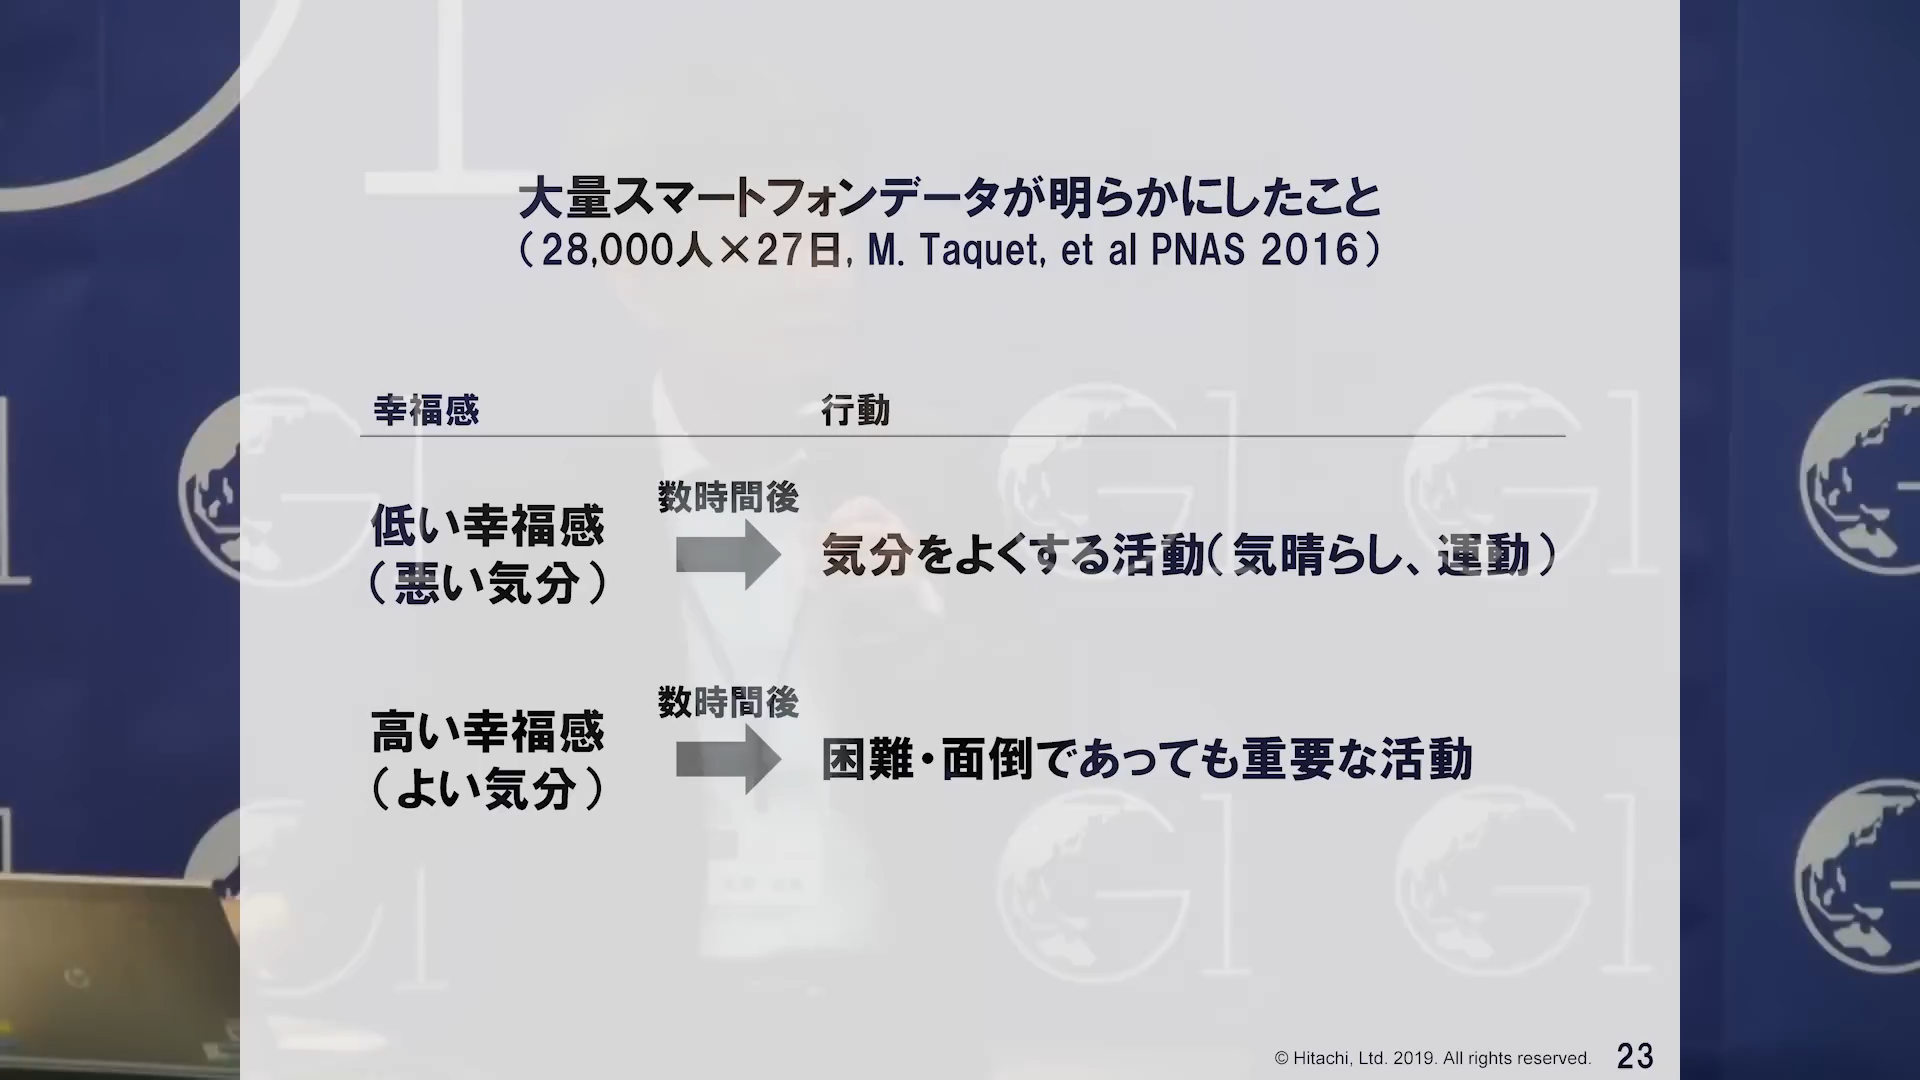 大量スマートフォンデータが明らかにしたこと
（28,000人×27日, M. Taquet, et al PNAS 2016）
幸福感 行動
低い幸福感
（悪い気分）
数時間後
気分をよくする活動（気晴らし、運動）
高い幸福感
（よい気分）
数時間後
困難・面倒であっても重要な活動
© Hitachi, Ltd. 2019. All rights reserved. 23
G1
G1
G1
G1